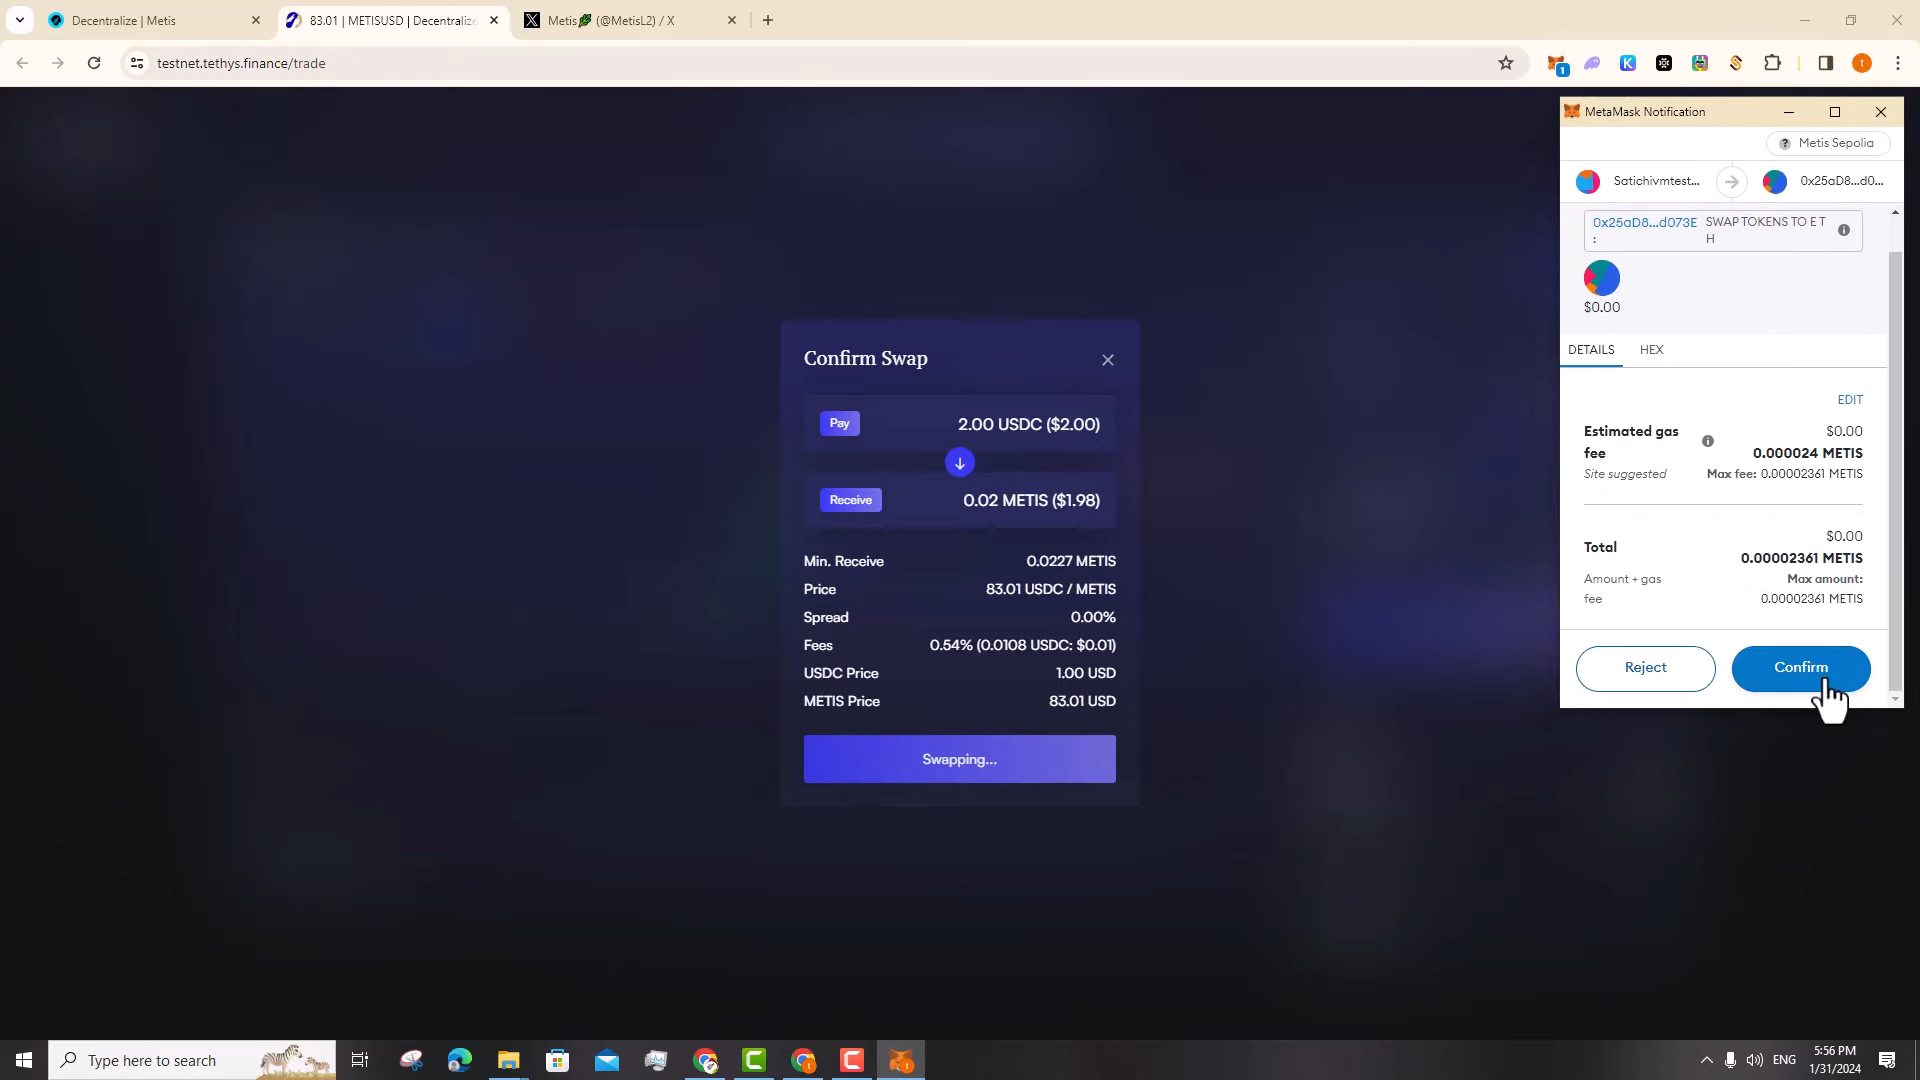 Decentralize | Metis
83.01 | METISUSD | Decentralize
Metis🌿 (@MetisL2) / X
testnet.tethys.finance/trade
1
K
t
MetaMask Notification
Metis Sepolia
Satichivmtest...
0x25aD8...d0...
0x25aD8...d073E
:
SWAP TOKENS TO E T
H
$0.00
DETAILS
HEX
EDIT
Estimated gas
fee
$0.00
0.000024 METIS
Site suggested
Max fee: 0.00002361 METIS
$0.00
Total
0.00002361 METIS
Amount + gas
fee
Max amount:
0.00002361 METIS
Reject
Confirm
Confirm Swap
Pay
2.00 USDC ($2.00)
Receive
0.02 METIS ($1.98)
Min. Receive
0.0227 METIS
Price
83.01 USDC / METIS
Spread
0.00%
Fees
0.54% (0.0108 USDC: $0.01)
USDC Price
1.00 USD
METIS Price
83.01 USD
Swapping...
Type here to search
ENG
5:56 PM
1/31/2024